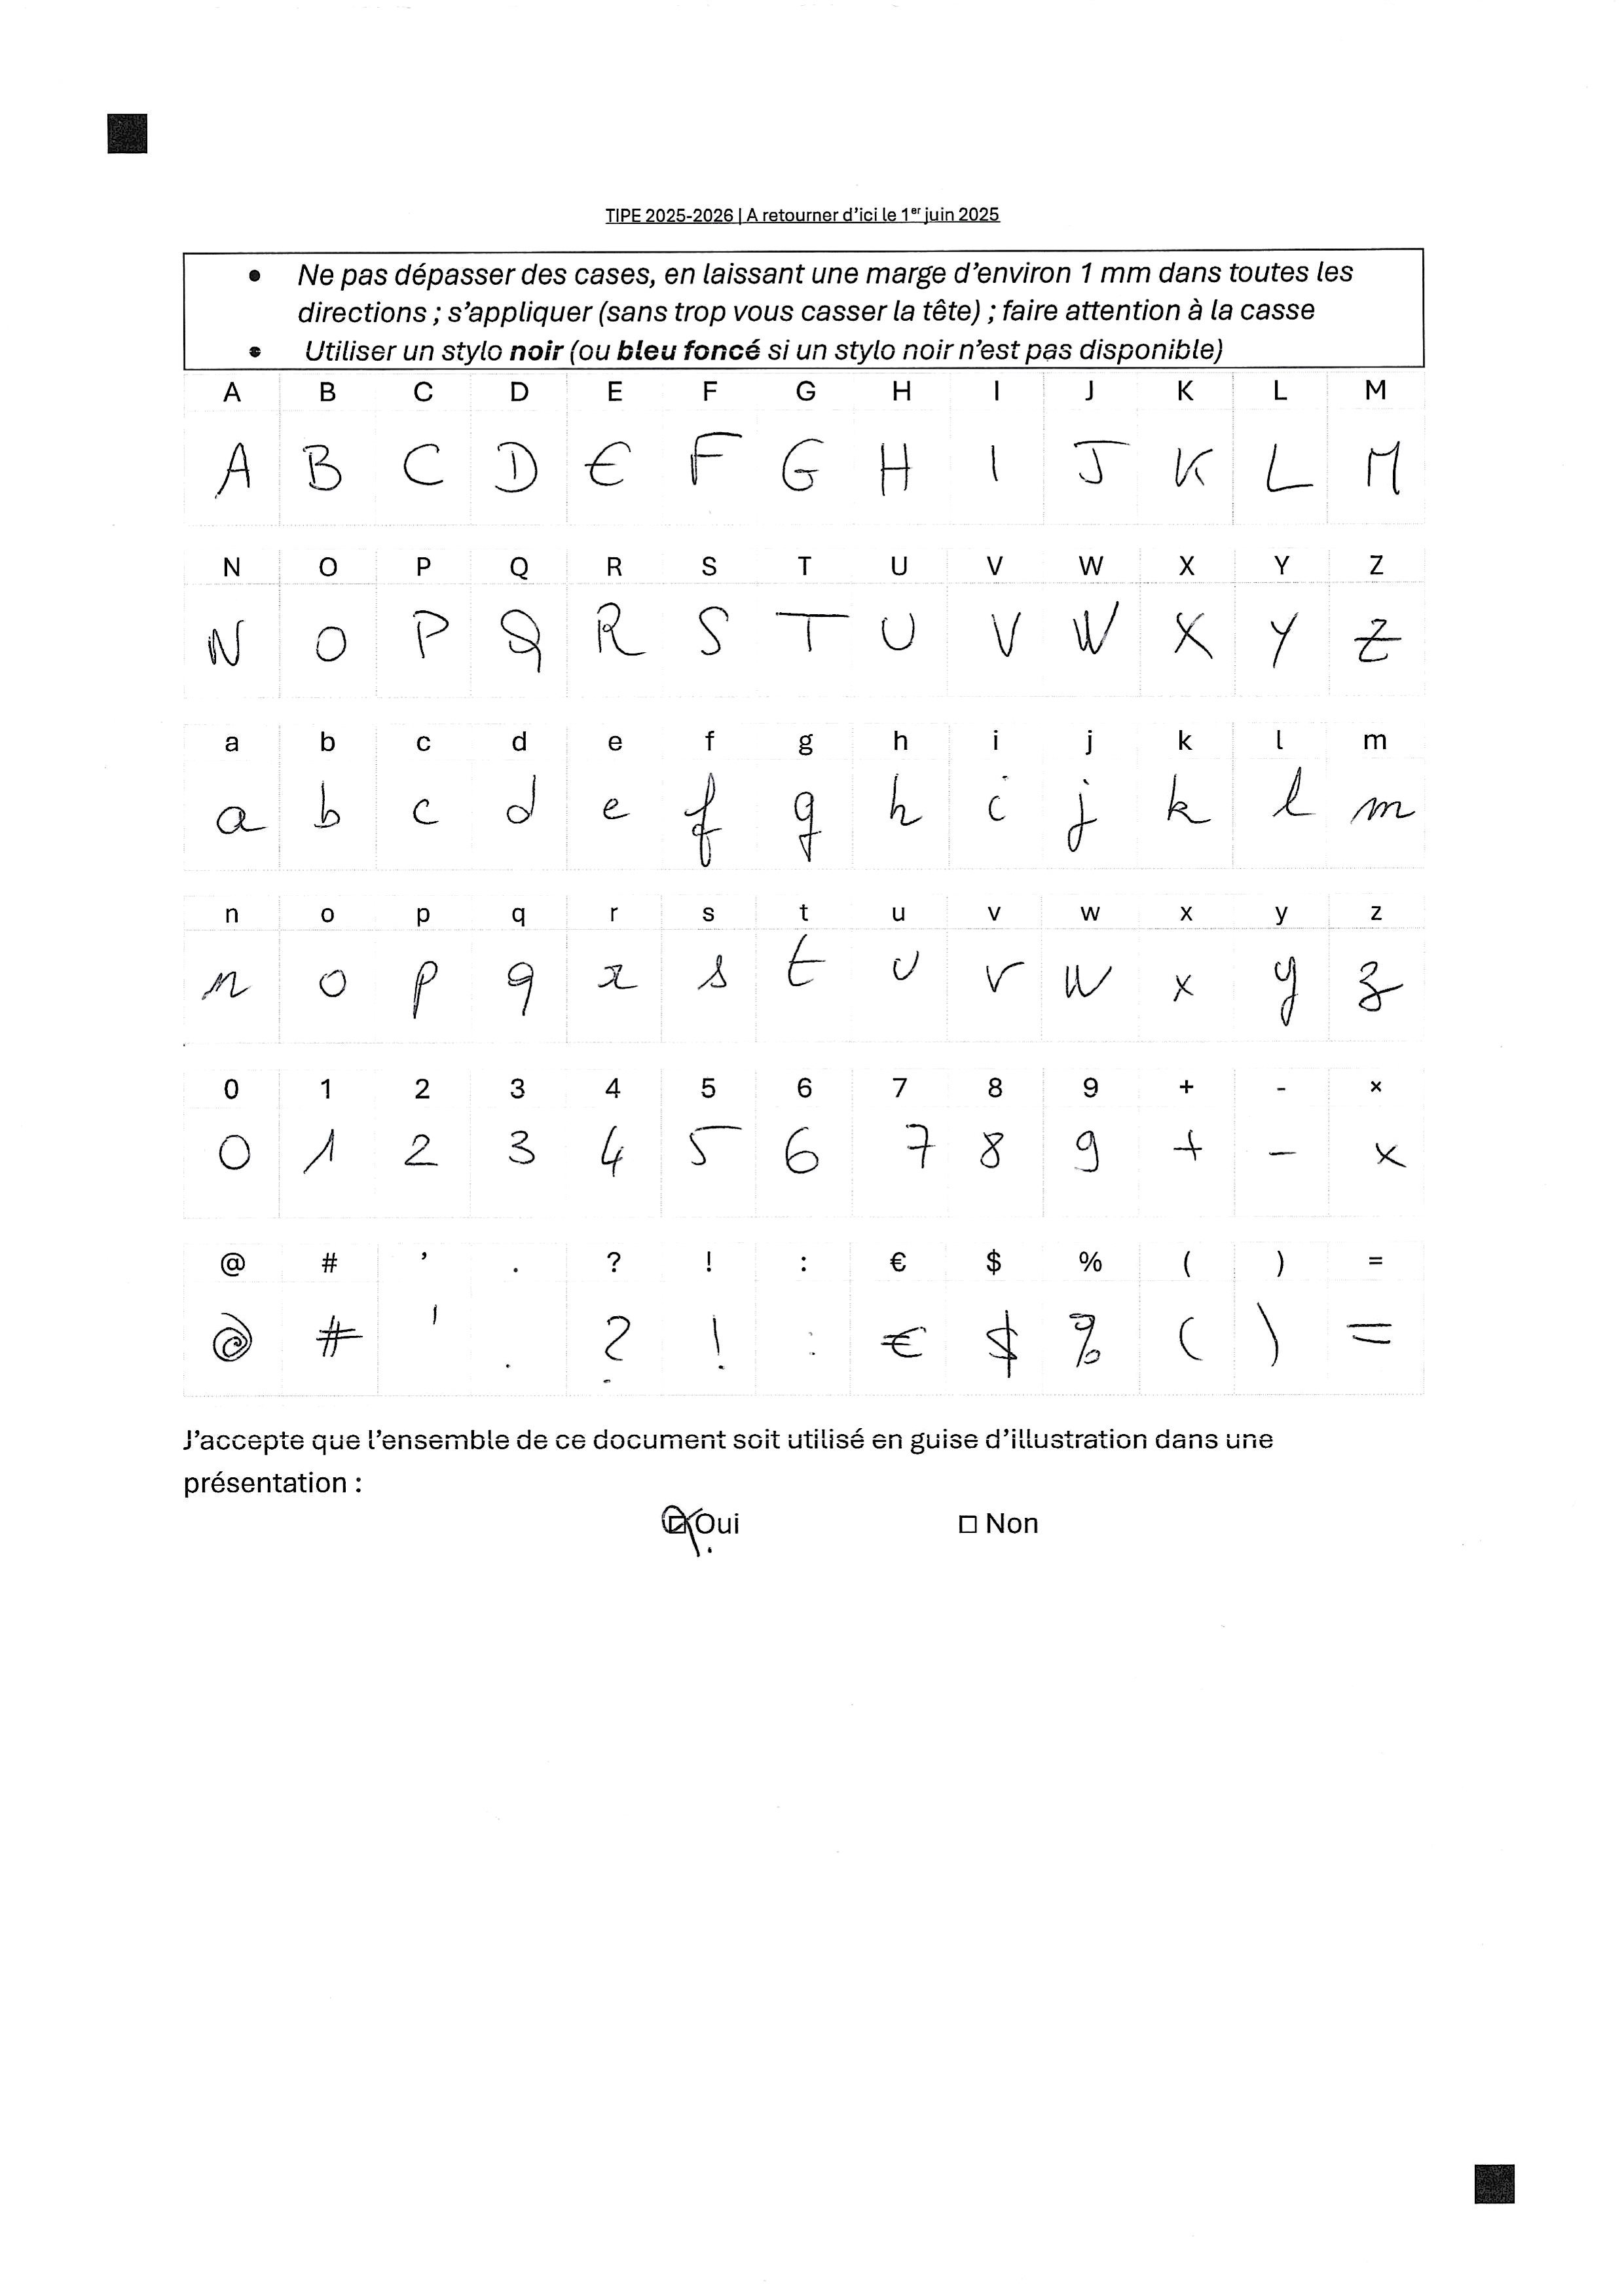 TIPE 2025-2026 | A retourner d'ici le 1er juin 2025
• Ne pas dépasser des cases, en laissant une marge d'environ 1 mm dans toutes les
directions ; s'appliquer (sans trop vous casser la tête) ; faire attention à la casse
• Utiliser un stylo noir (ou bleu foncé si un stylo noir n'est pas disponible)
A B C D E F G H I J K L M
A B C D E F G H I J K L M
N O P Q R S T U V W X Y Z
N O P Q R S T U V W X Y Z
a b c d e f g h i j k l m
a b c d e f g h i j k l m
n o p q r s t u v w x y z
n o p q r s t u v w x y z
0 1 2 3 4 5 6 7 8 9 + - ×
0 1 2 3 4 5 6 7 8 9 + - ×
@ # ’ . ? ! : € $ % ( ) =
@ # ' . ? ! : € $ % ( ) =
J'accepte que l'ensemble de ce document soit utilisé en guise d'illustration dans une
présentation :
☒ Oui ☐ Non